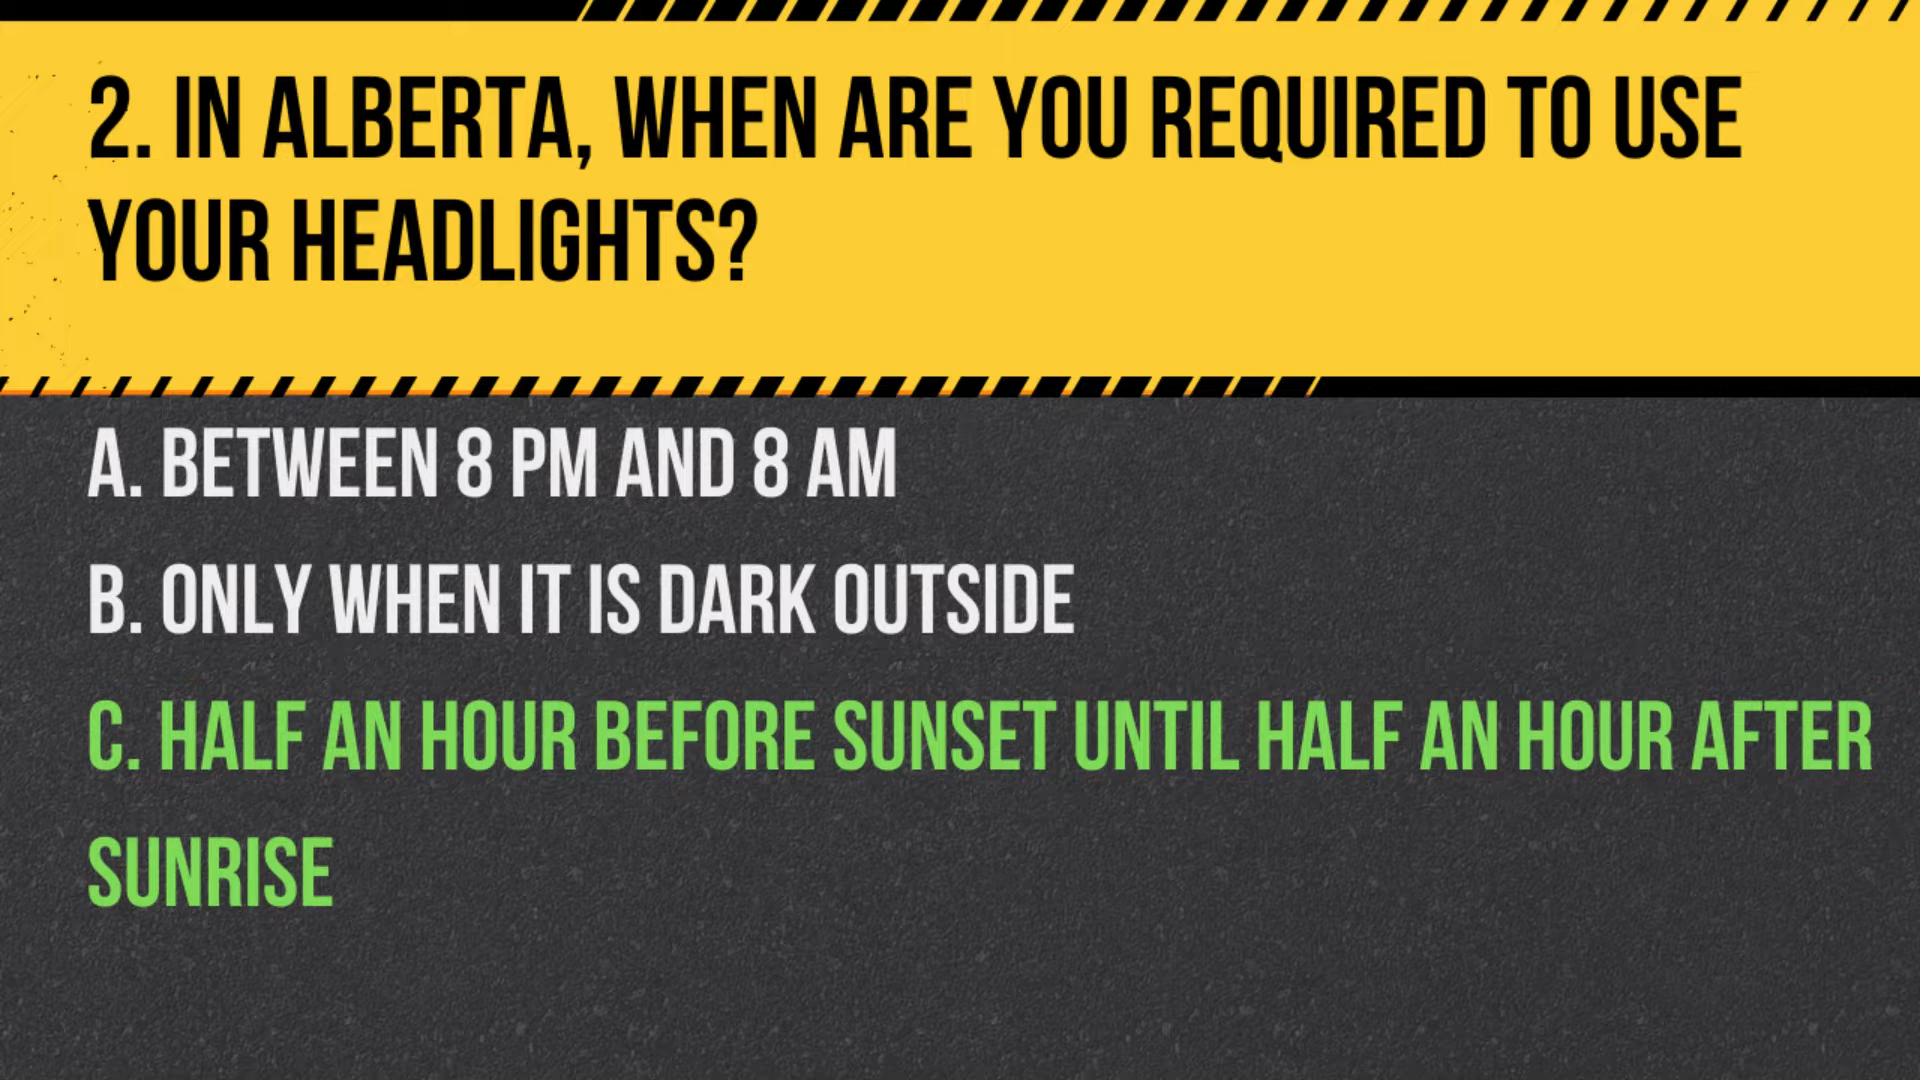 2. IN ALBERTA, WHEN ARE YOU REQUIRED TO USE
YOUR HEADLIGHTS?
A. BETWEEN 8 PM AND 8 AM
B. ONLY WHEN IT IS DARK OUTSIDE
C. HALF AN HOUR BEFORE SUNSET UNTIL HALF AN HOUR AFTER
SUNRISE